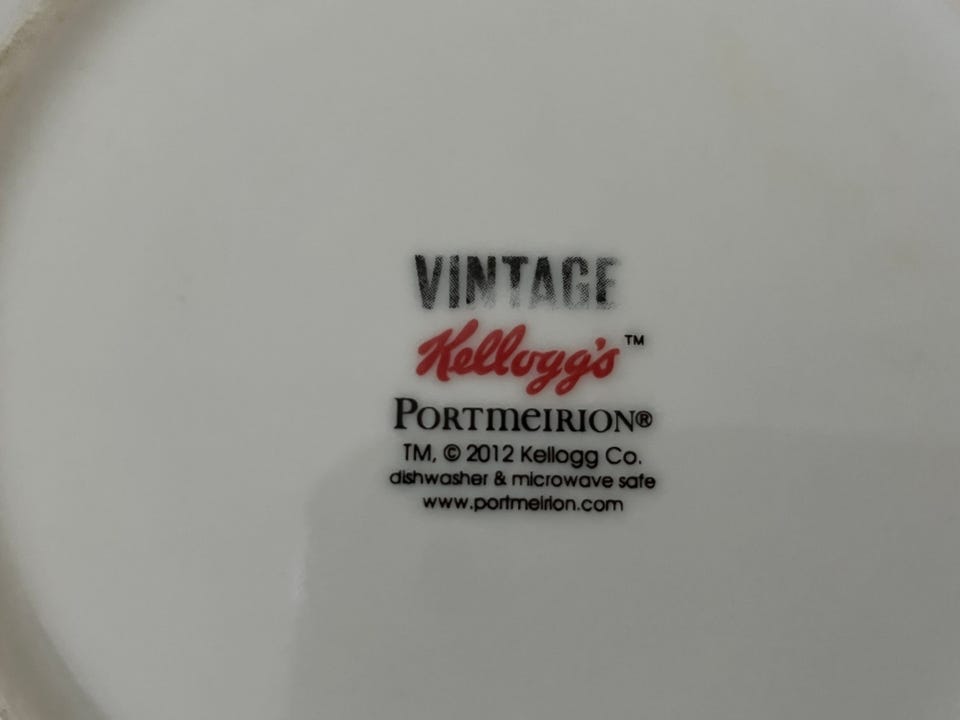 VINTAGE
Kellogg's™
PORTMEIRION®
TM, © 2012 Kellogg Co.
dishwasher & microwave safe
www.portmeirion.com